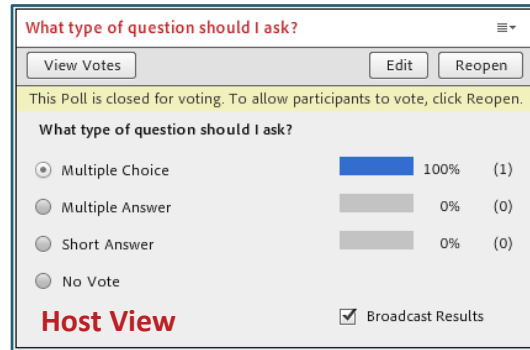 What type of question should I ask?
View Votes Edit Reopen
This Poll is closed for voting. To allow participants to vote, click Reopen.
What type of question should I ask?
Multiple Choice 100% (1)
Multiple Answer 0% (0)
Short Answer 0% (0)
No Vote
Host View Broadcast Results